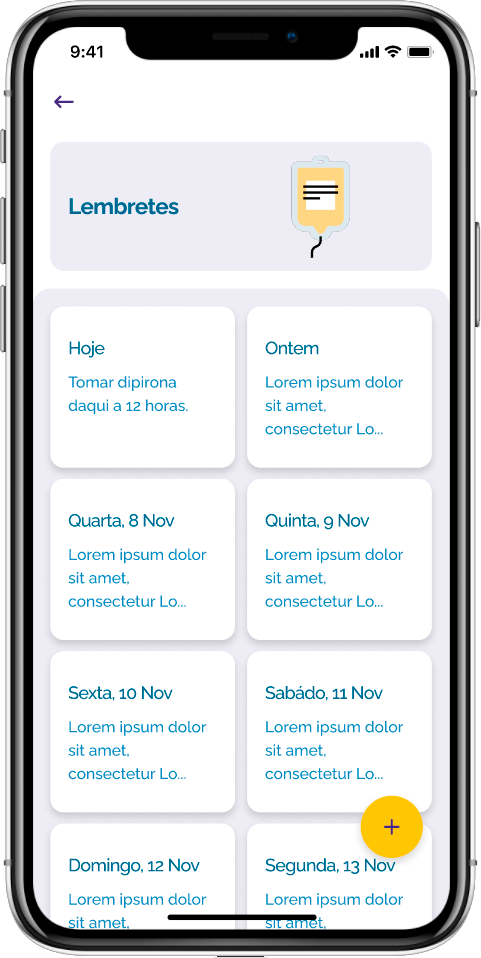 9:41
Lembretes
Hoje
Tomar dipirona
daqui a 12 horas.
Ontem
Lorem ipsum dolor
sit amet,
consectetur Lo...
Quarta, 8 Nov
Lorem ipsum dolor
sit amet,
consectetur Lo...
Quinta, 9 Nov
Lorem ipsum dolor
sit amet,
consectetur Lo...
Sexta, 10 Nov
Lorem ipsum dolor
sit amet,
consectetur Lo...
Sabádo, 11 Nov
Lorem ipsum dolor
sit amet,
consectetur Lo...
Domingo, 12 Nov
Lorem ipsum dolor
sit amet,
Segunda, 13 Nov
Lorem ipsum dolor
sit amet,